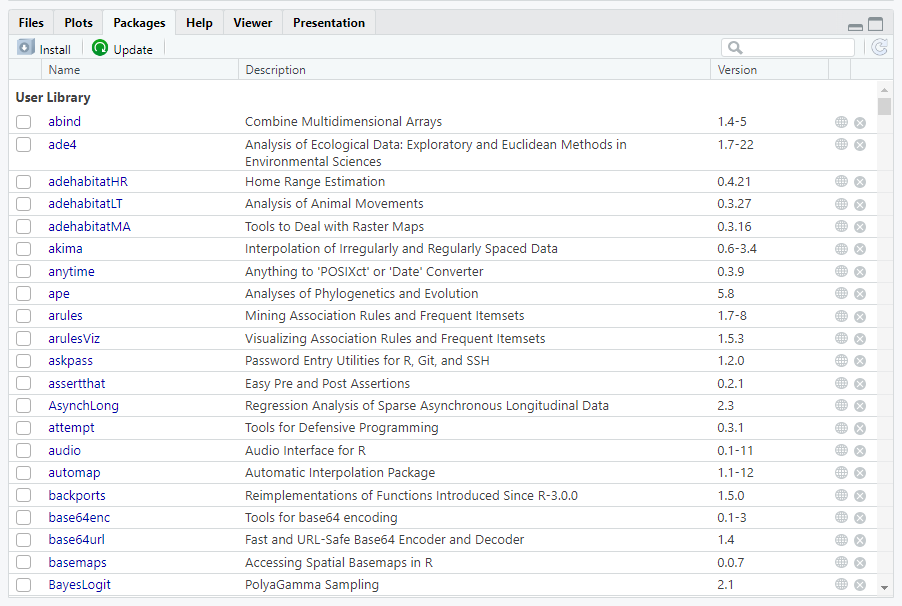 Files Plots Packages Help Viewer Presentation
Install Update
Name Description Version
User Library
abind Combine Multidimensional Arrays 1.4-5
ade4 Analysis of Ecological Data: Exploratory and Euclidean Methods in 1.7-22
Environmental Sciences
adehabitatHR Home Range Estimation 0.4.21
adehabitatLT Analysis of Animal Movements 0.3.27
adehabitatMA Tools to Deal with Raster Maps 0.3.16
akima Interpolation of Irregularly and Regularly Spaced Data 0.6-3.4
anytime Anything to 'POSIXct' or 'Date' Converter 0.3.9
ape Analyses of Phylogenetics and Evolution 5.8
arules Mining Association Rules and Frequent Itemsets 1.7-8
arulesViz Visualizing Association Rules and Frequent Itemsets 1.5.3
askpass Password Entry Utilities for R, Git, and SSH 1.2.0
assertthat Easy Pre and Post Assertions 0.2.1
AsynchLong Regression Analysis of Sparse Asynchronous Longitudinal Data 2.3
attempt Tools for Defensive Programming 0.3.1
audio Audio Interface for R 0.1-11
automap Automatic Interpolation Package 1.1-12
backports Reimplementations of Functions Introduced Since R-3.0.0 1.5.0
base64enc Tools for base64 encoding 0.1-3
base64url Fast and URL-Safe Base64 Encoder and Decoder 1.4
basemaps Accessing Spatial Basemaps in R 0.0.7
BayesLogit PolyaGamma Sampling 2.1